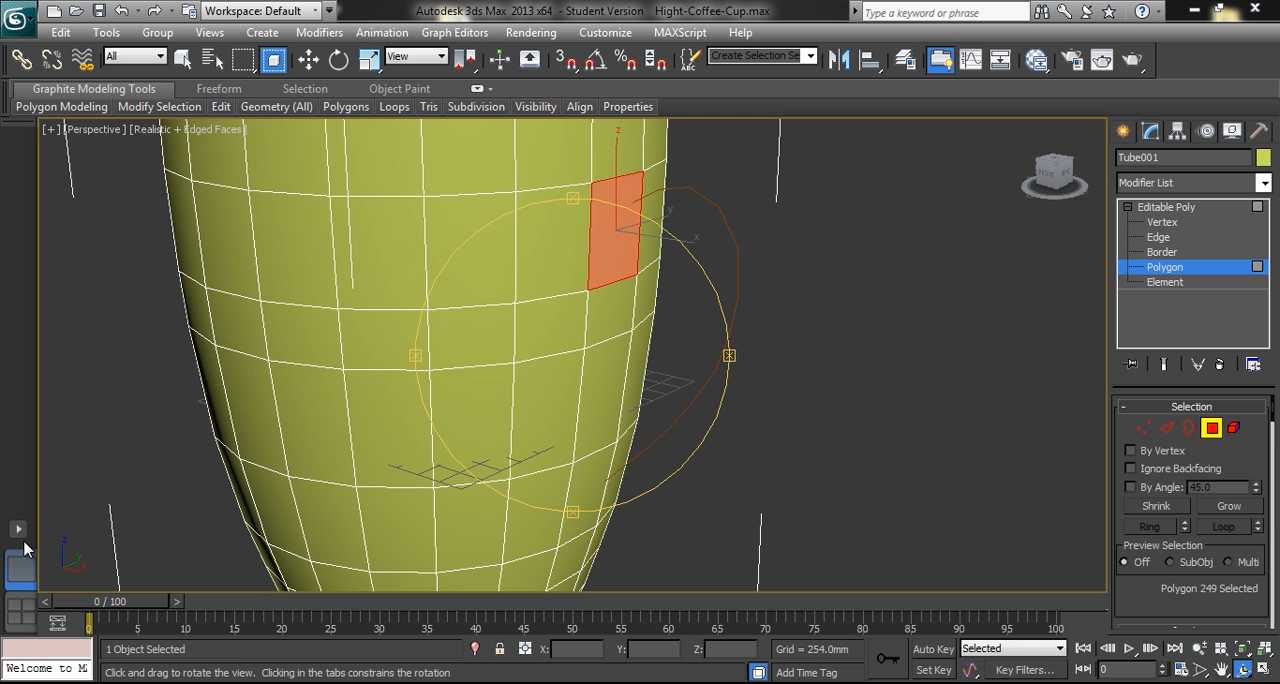 Workspace: Default
Autodesk 3ds Max 2013 x64 - Student Version Hight-Coffee-Cup.max
Type a keyword or phrase
Edit Tools Group Views Create Modifiers Animation Graph Editors Rendering Customize MAXScript Help
All
View
3
Create Selection Se
Graphite Modeling Tools Freeform Selection Object Paint
Polygon Modeling Modify Selection Edit Geometry (All) Polygons Loops Tris Subdivision Visibility Align Properties
[+] [Perspective] [Realistic + Edged Faces]
z
y
x
Tube001
Modifier List
Editable Poly
Vertex
Edge
Border
Polygon
Element
- Selection
By Vertex
Ignore Backfacing
By Angle: 45.0
Shrink Grow
Ring Loop
Preview Selection
Off SubObj Multi
Polygon 249 Selected
z
y
x
< 0 / 100 >
0 5 10 15 20 25 30 35 40 45 50 55 60 65 70 75 80 85 90 95 100
1 Object Selected
X: Y: Z: Grid = 254.0mm
Auto Key Selected
Welcome to M
Click and drag to rotate the view. Clicking in the tabs constrains the rotation
Add Time Tag
Set Key Key Filters...
0